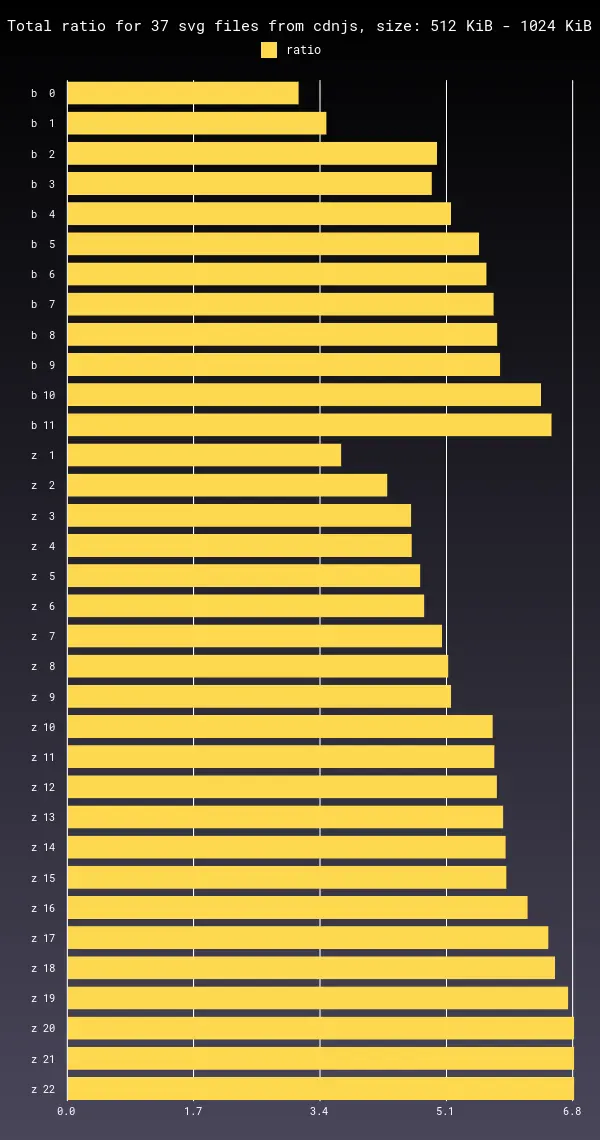 Total ratio for 37 svg files from cdnjs, size: 512 KiB - 1024 KiB
ratio
b 0
b 1
b 2
b 3
b 4
b 5
b 6
b 7
b 8
b 9
b 10
b 11
z 1
z 2
z 3
z 4
z 5
z 6
z 7
z 8
z 9
z 10
z 11
z 12
z 13
z 14
z 15
z 16
z 17
z 18
z 19
z 20
z 21
z 22
0.0 1.7 3.4 5.1 6.8